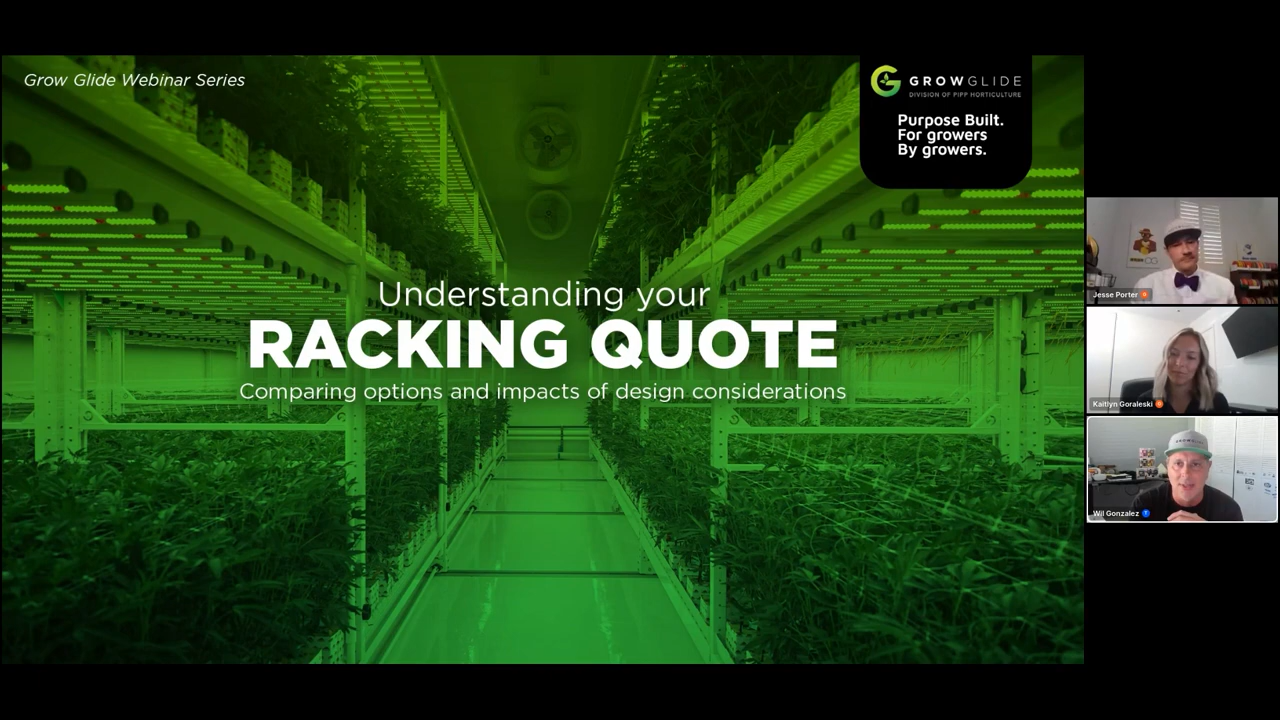 Grow Glide Webinar Series
GROWGLIDE
DIVISION OF PIPP HORTICULTURE
Purpose Built.
For growers
By growers.
Understanding your
RACKING QUOTE
Comparing options and impacts of design considerations
Jesse Porter
Kaitlyn Goraleski
Wil Gonzalez